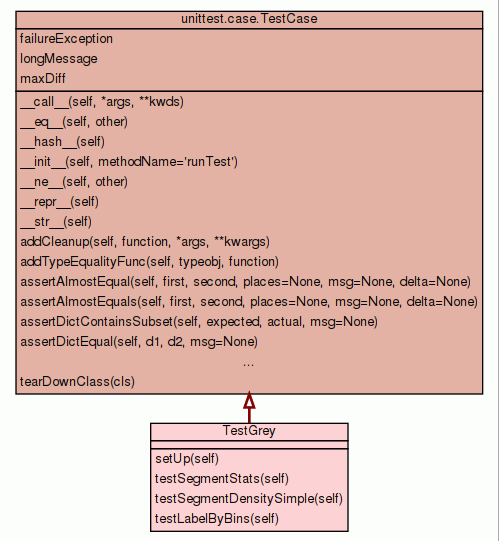 unittest.case.TestCase
failureException
longMessage
maxDiff
__call__(self, *args, **kwds)
__eq__(self, other)
__hash__(self)
__init__(self, methodName='runTest')
__ne__(self, other)
__repr__(self)
__str__(self)
addCleanup(self, function, *args, **kwargs)
addTypeEqualityFunc(self, typeobj, function)
assertAlmostEqual(self, first, second, places=None, msg=None, delta=None)
assertAlmostEquals(self, first, second, places=None, msg=None, delta=None)
assertDictContainsSubset(self, expected, actual, msg=None)
assertDictEqual(self, d1, d2, msg=None)
...
tearDownClass(cls)
TestGrey
setUp(self)
testSegmentStats(self)
testSegmentDensitySimple(self)
testLabelByBins(self)